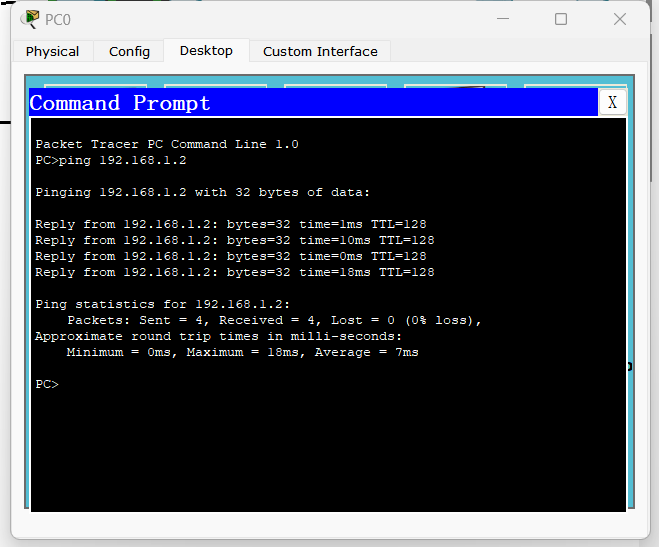 PC0
Physical Config Desktop Custom Interface
Command Prompt X
Packet Tracer PC Command Line 1.0
PC>ping 192.168.1.2
Pinging 192.168.1.2 with 32 bytes of data:
Reply from 192.168.1.2: bytes=32 time=1ms TTL=128
Reply from 192.168.1.2: bytes=32 time=10ms TTL=128
Reply from 192.168.1.2: bytes=32 time=0ms TTL=128
Reply from 192.168.1.2: bytes=32 time=18ms TTL=128
Ping statistics for 192.168.1.2:
    Packets: Sent = 4, Received = 4, Lost = 0 (0% loss),
Approximate round trip times in milli-seconds:
    Minimum = 0ms, Maximum = 18ms, Average = 7ms
PC>